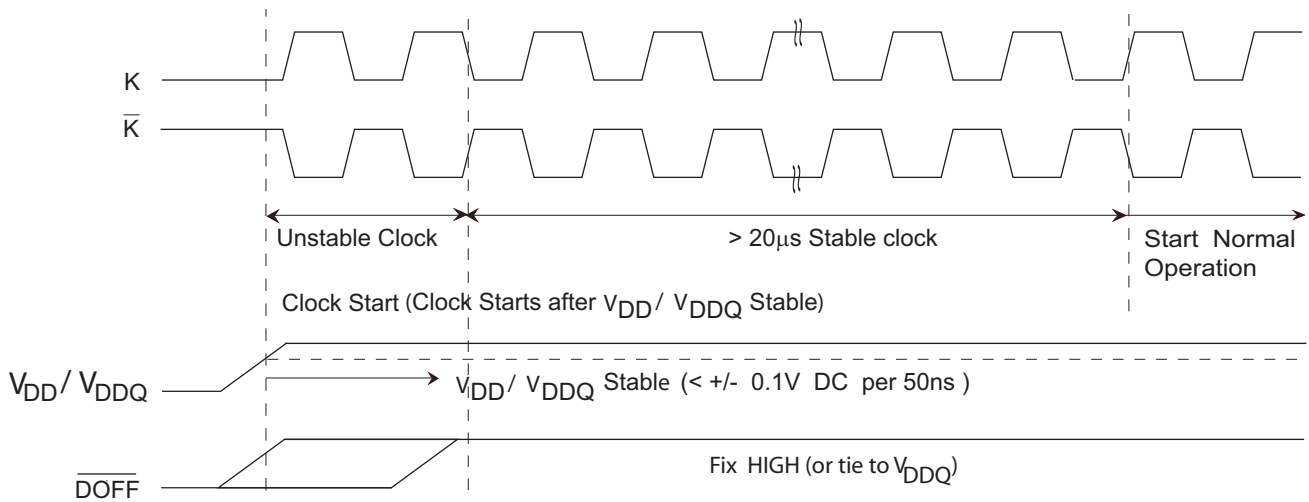 K
K̅
Unstable Clock
> 20μs Stable clock
Start Normal
Operation
Clock Start (Clock Starts after VDD / VDDQ Stable)
VDD / VDDQ
VDD / VDDQ Stable (< +/- 0.1V DC per 50ns )
DOFF
Fix HIGH (or tie to VDDQ)